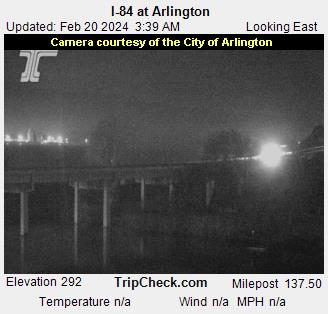 I-84 at Arlington
Updated: Feb 20 2024 3:39 AM Looking East
Camera courtesy of the City of Arlington
Elevation 292 TripCheck.com Milepost 137.50
Temperature n/a Wind n/a MPH n/a